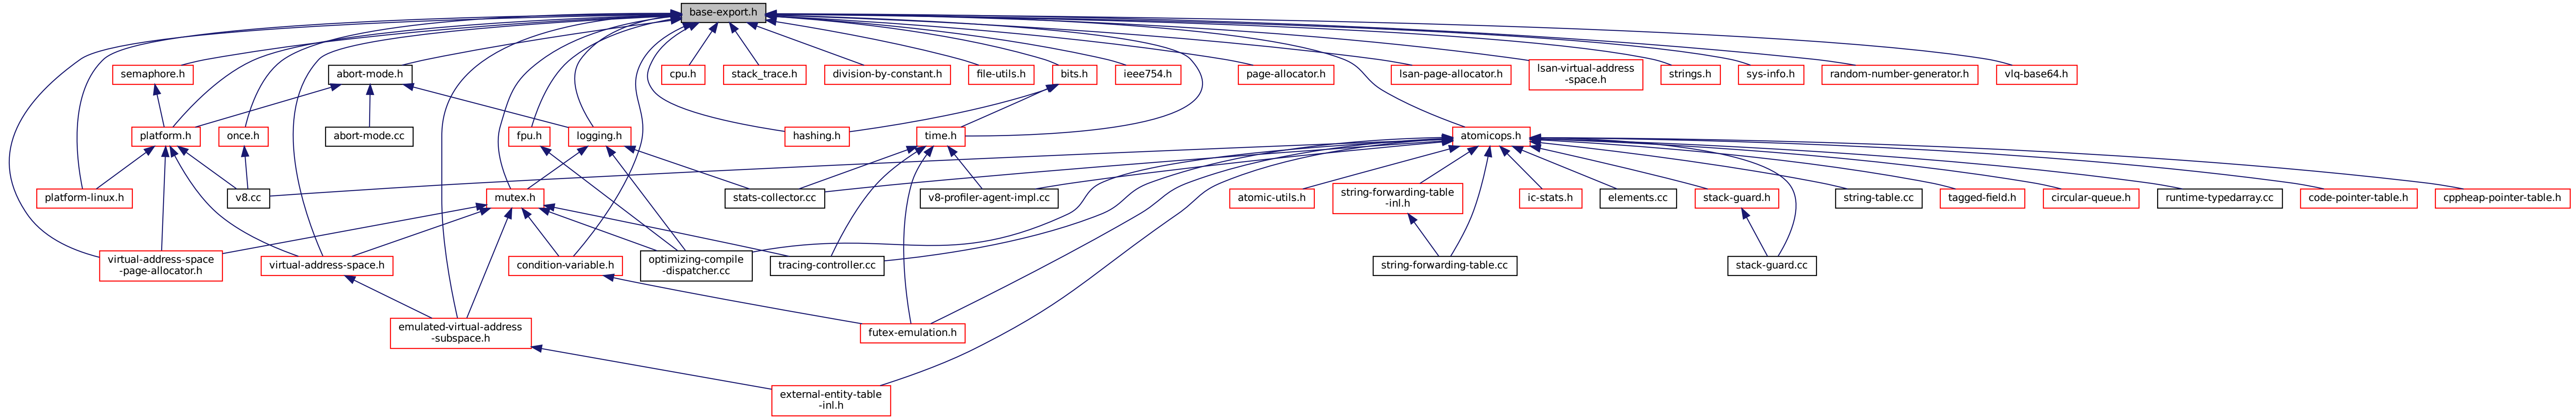 base-export.h
semaphore.h
abort-mode.h
cpu.h
stack_trace.h
division-by-constant.h
file-utils.h
bits.h
ieee754.h
page-allocator.h
lsan-page-allocator.h
lsan-virtual-address
-space.h
strings.h
sys-info.h
random-number-generator.h
vlq-base64.h
platform.h
once.h
abort-mode.cc
fpu.h
logging.h
hashing.h
time.h
atomicops.h
platform-linux.h
v8.cc
mutex.h
stats-collector.cc
v8-profiler-agent-impl.cc
atomic-utils.h
string-forwarding-table
-inl.h
ic-stats.h
elements.cc
stack-guard.h
string-table.cc
tagged-field.h
circular-queue.h
runtime-typedarray.cc
code-pointer-table.h
cppheap-pointer-table.h
virtual-address-space
-page-allocator.h
virtual-address-space.h
condition-variable.h
optimizing-compile
-dispatcher.cc
tracing-controller.cc
string-forwarding-table.cc
stack-guard.cc
emulated-virtual-address
-subspace.h
futex-emulation.h
external-entity-table
-inl.h